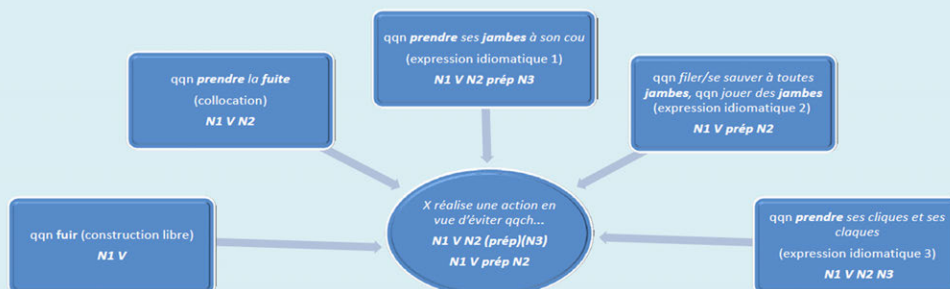 qqn prendre ses jambes à son cou
(expression idiomatique 1)
N1 V N2 prép N3
qqn prendre la fuite
(collocation)
N1 V N2
qqn filer/se sauver à toutes
jambes, qqn jouer des jambes
(expression idiomatique 2)
N1 V prép N2
qqn fuir (construction libre)
N1 V
X réalise une action en
vue d'éviter qqch...
N1 V N2 (prép)(N3)
N1 V prép N2
qqn prendre ses cliques et ses
claques
(expression idiomatique 3)
N1 V N2 N3